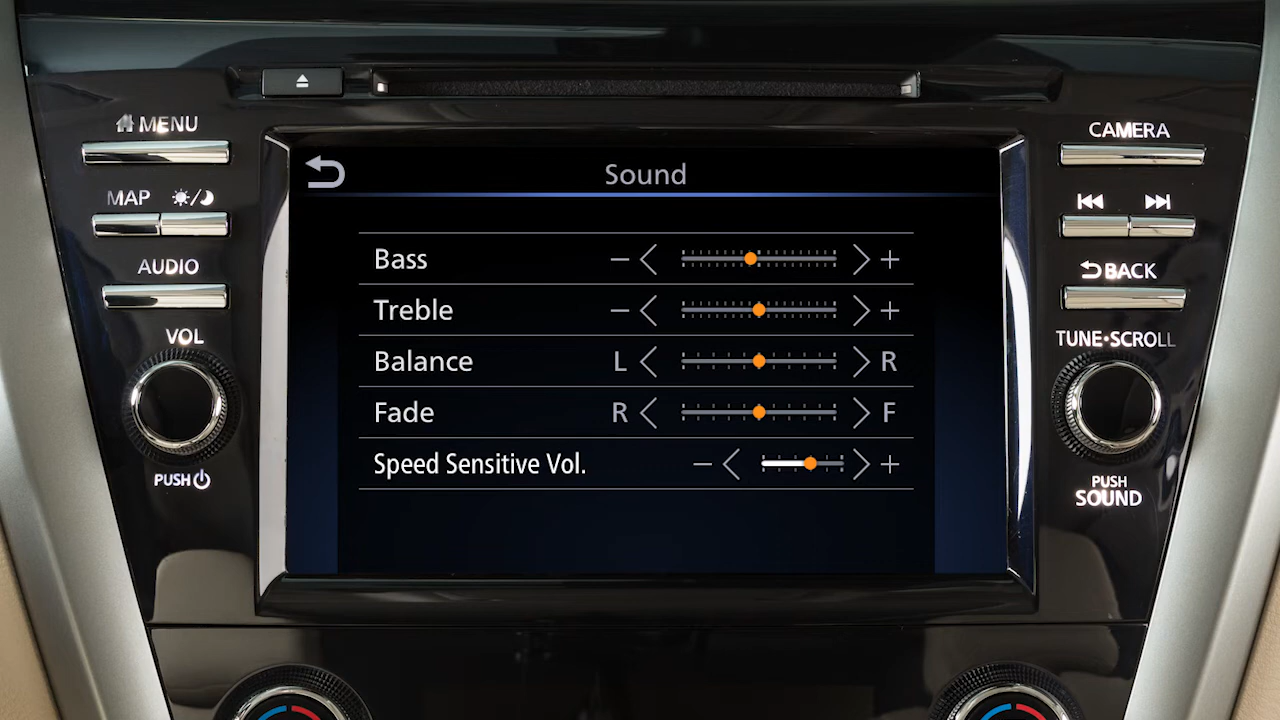 MENU
CAMERA
MAP
AUDIO
BACK
VOL
TUNE•SCROLL
PUSH
PUSH
SOUND
Sound
Bass − +
Treble − +
Balance L R
Fade R F
Speed Sensitive Vol. − +